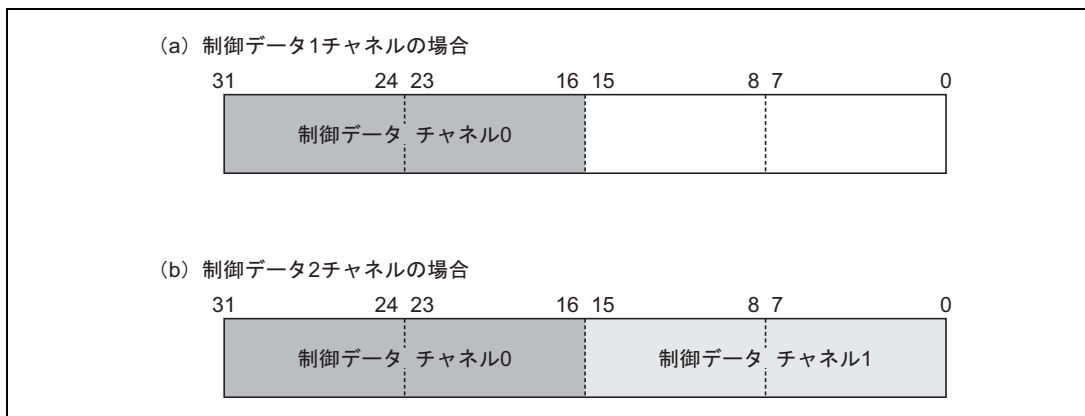 (a) 制御データ1チャネルの場合
31 24 23 16 15 8 7 0
制御データ チャネル0
(b) 制御データ2チャネルの場合
31 24 23 16 15 8 7 0
制御データ チャネル0 制御データ チャネル1